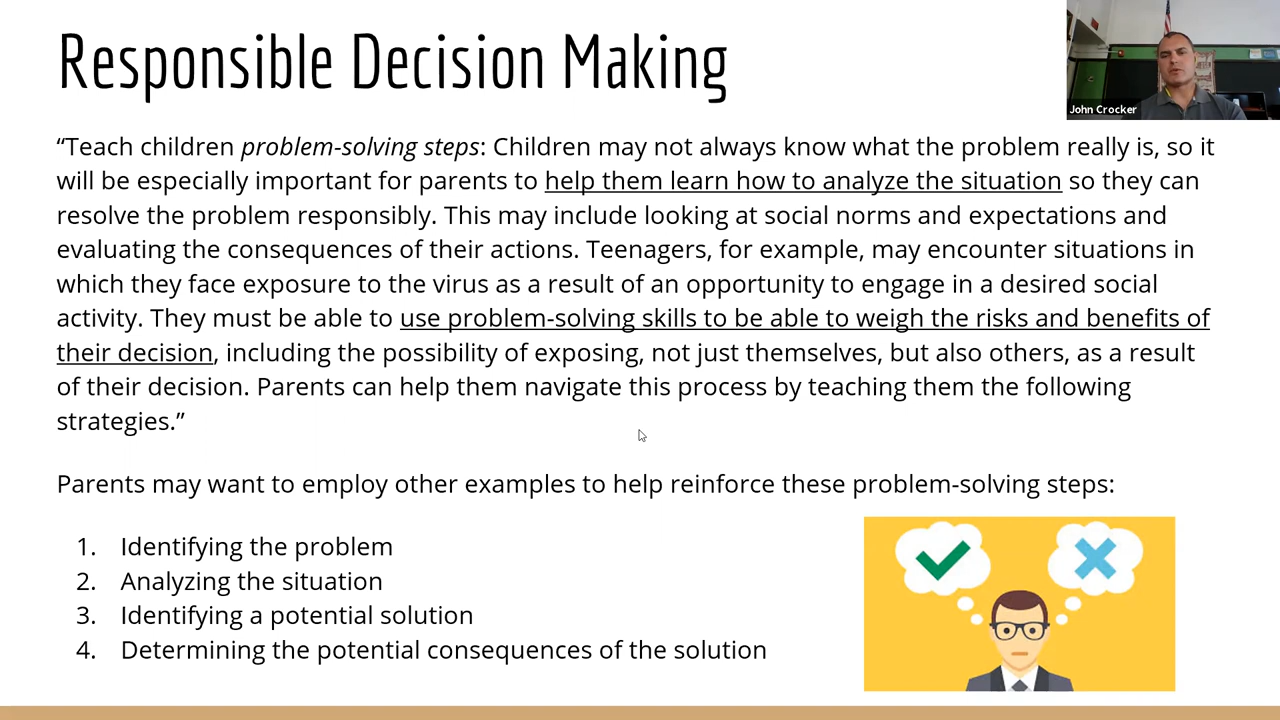 Responsible Decision Making
John Crocker
“Teach children problem-solving steps: Children may not always know what the problem really is, so it
will be especially important for parents to help them learn how to analyze the situation so they can
resolve the problem responsibly. This may include looking at social norms and expectations and
evaluating the consequences of their actions. Teenagers, for example, may encounter situations in
which they face exposure to the virus as a result of an opportunity to engage in a desired social
activity. They must be able to use problem-solving skills to be able to weigh the risks and benefits of
their decision, including the possibility of exposing, not just themselves, but also others, as a result
of their decision. Parents can help them navigate this process by teaching them the following
strategies.”
Parents may want to employ other examples to help reinforce these problem-solving steps:
1. Identifying the problem
2. Analyzing the situation
3. Identifying a potential solution
4. Determining the potential consequences of the solution